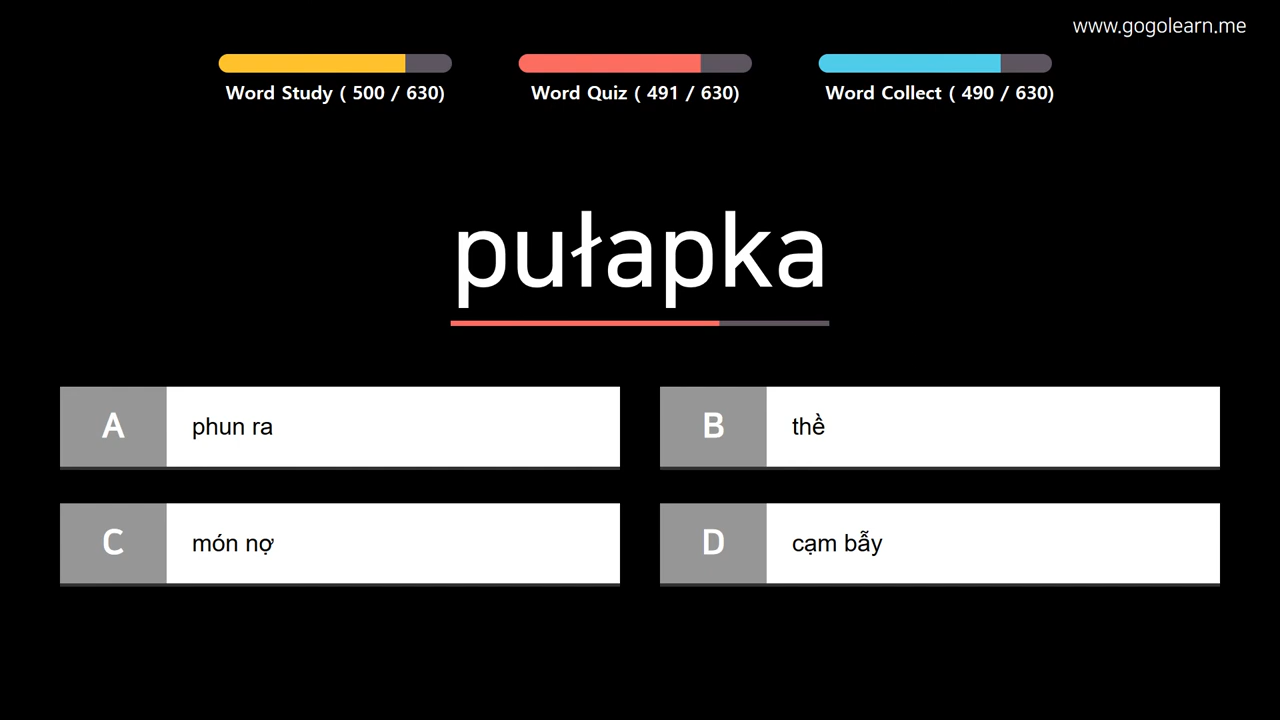 www.gogolearn.me
Word Study ( 500 / 630)
Word Quiz ( 491 / 630)
Word Collect ( 490 / 630)
pułapka
A phun ra
B thề
C món nợ
D cạm bẫy